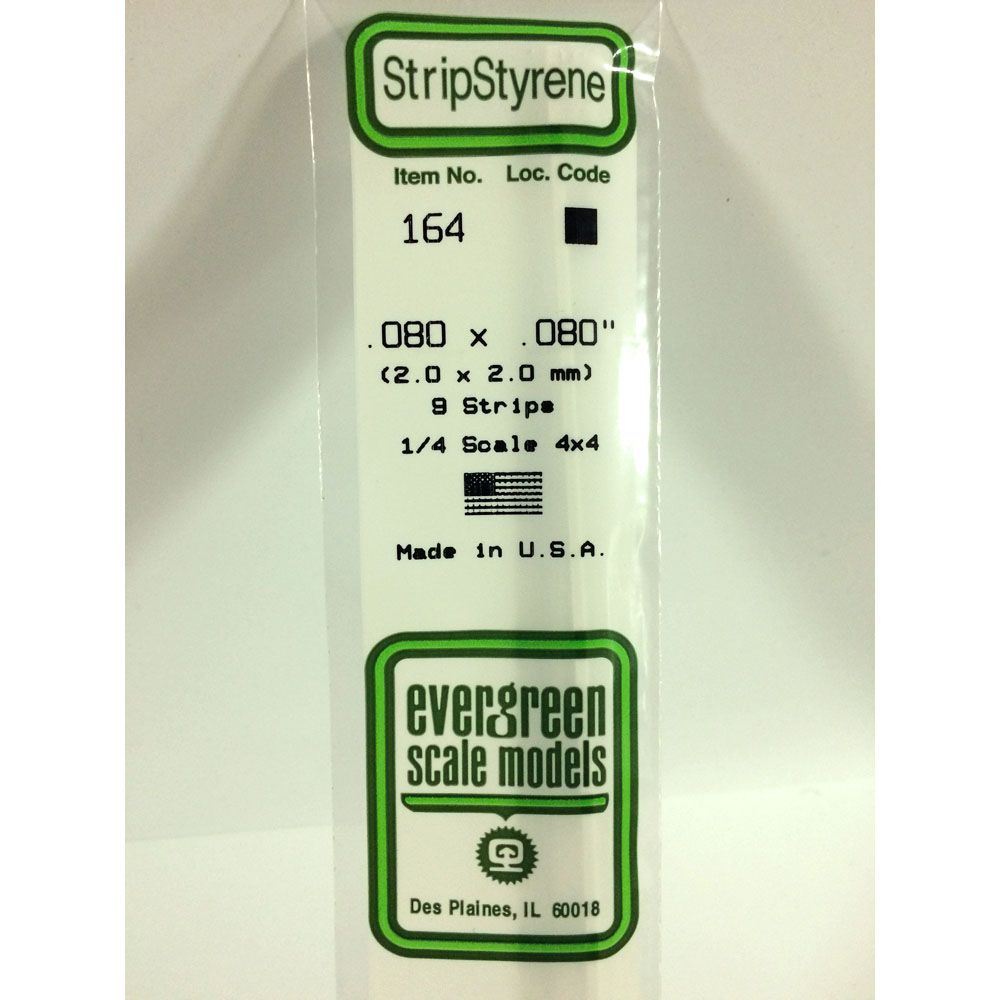 StripStyrene
Item No. Loc. Code
164
.080 x .080"
(2.0 x 2.0 mm)
9 Strips
1/4 Scale 4x4
Made in U.S.A.
evergreen
scale models
Des Plaines, IL 60018